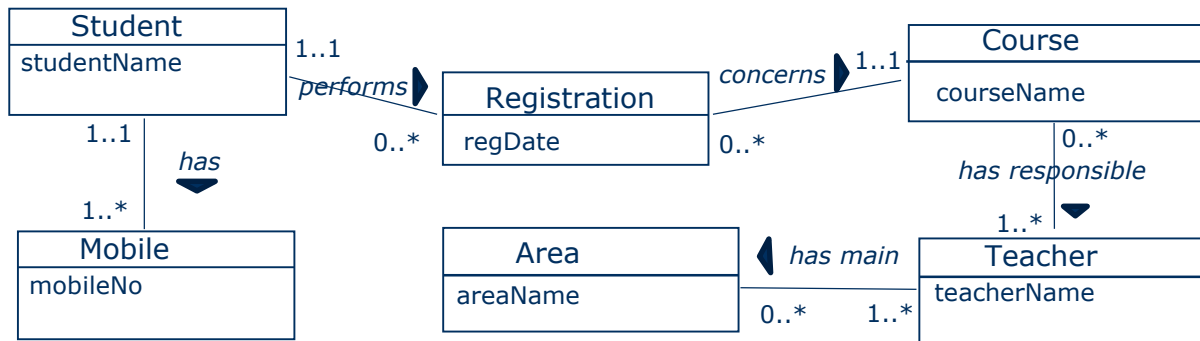 Student
studentName
1..1
performs
0..*
Registration
regDate
concerns
1..1
0..*
Course
courseName
1..1
has
1..*
Mobile
mobileNo
0..*
has responsible
1..*
Area
areaName
has main
0..*
1..*
Teacher
teacherName